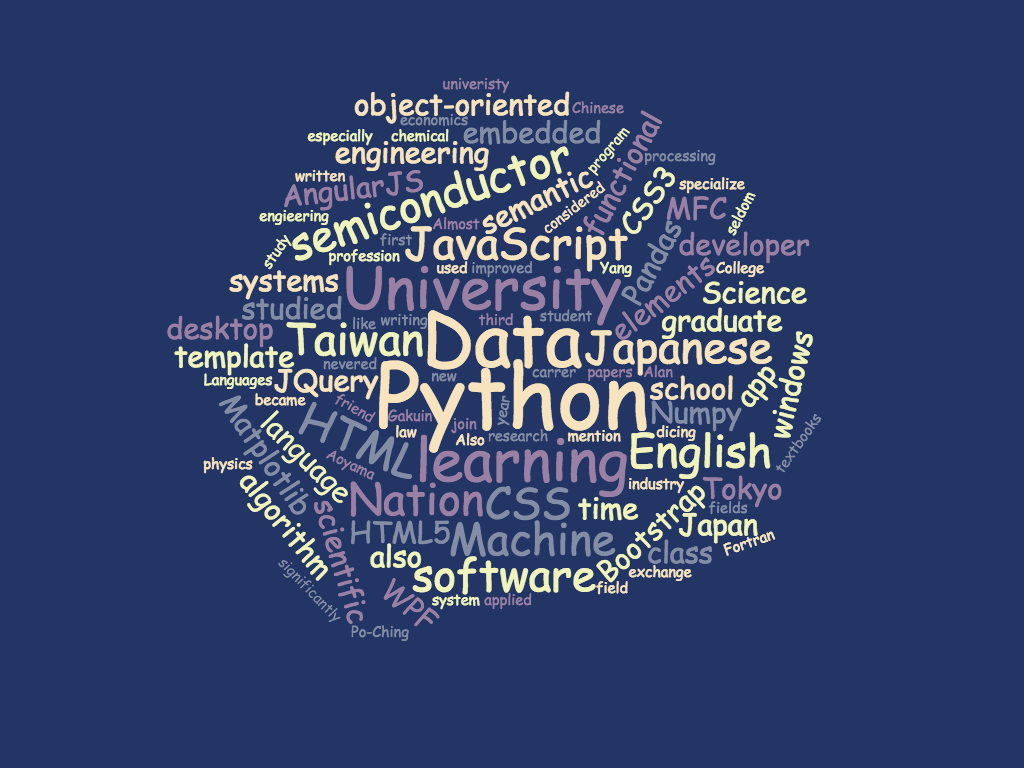 univeristy
object-oriented
Chinese
economics
especially
chemical
embedded
program
functional
engineering
processing
semiconductor
written
AngularJS
semantic
considered
CSS3
specialize
MFC
seldom
engieering
Almost
study
first
JavaScript
profession
developer
Pandas
used
improved
Yang
elements
College
systems
University
Science
studied
like
writing
third
student
graduate
desktop
Taiwan
Data
Japanese
template
nevered
new
carrer
papers
Alan
Languages
JQuery
Python
school
app
windows
became
friend
Gakuin
year
Numpy
Matplotlib
language
HTML
law
join
Also
research
mention
dicing
textbooks
English
learning
physics
Aoyama
algorithm
industry
Tokyo
Nation
CSS
time
fields
scientific
HTML5
Machine
Bootstrap
Japan
Fortran
also
class
software
exchange
field
significantly
WPF
system
applied
Po-Ching